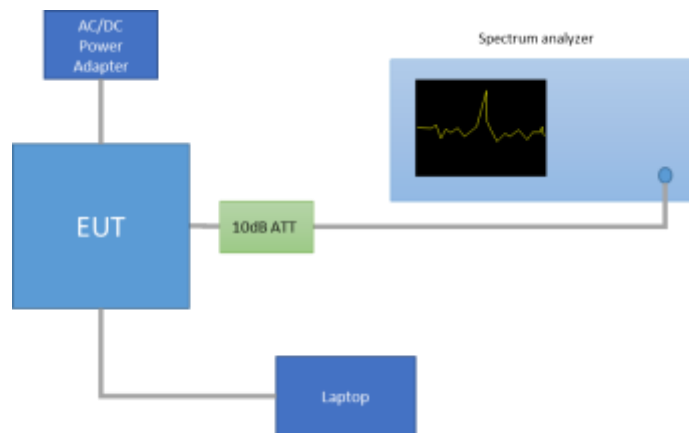 AC/DC
Power
Adapter
Spectrum analyzer
EUT
10dB ATT
Laptop